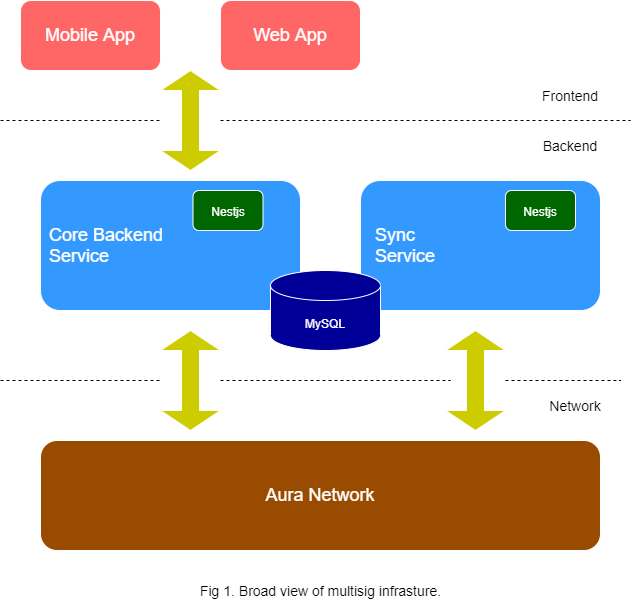 Mobile App
Web App
Frontend
Backend
Nestjs
Nestjs
Core Backend
Service
Sync
Service
MySQL
Network
Aura Network
Fig 1. Broad view of multisig infrasture.